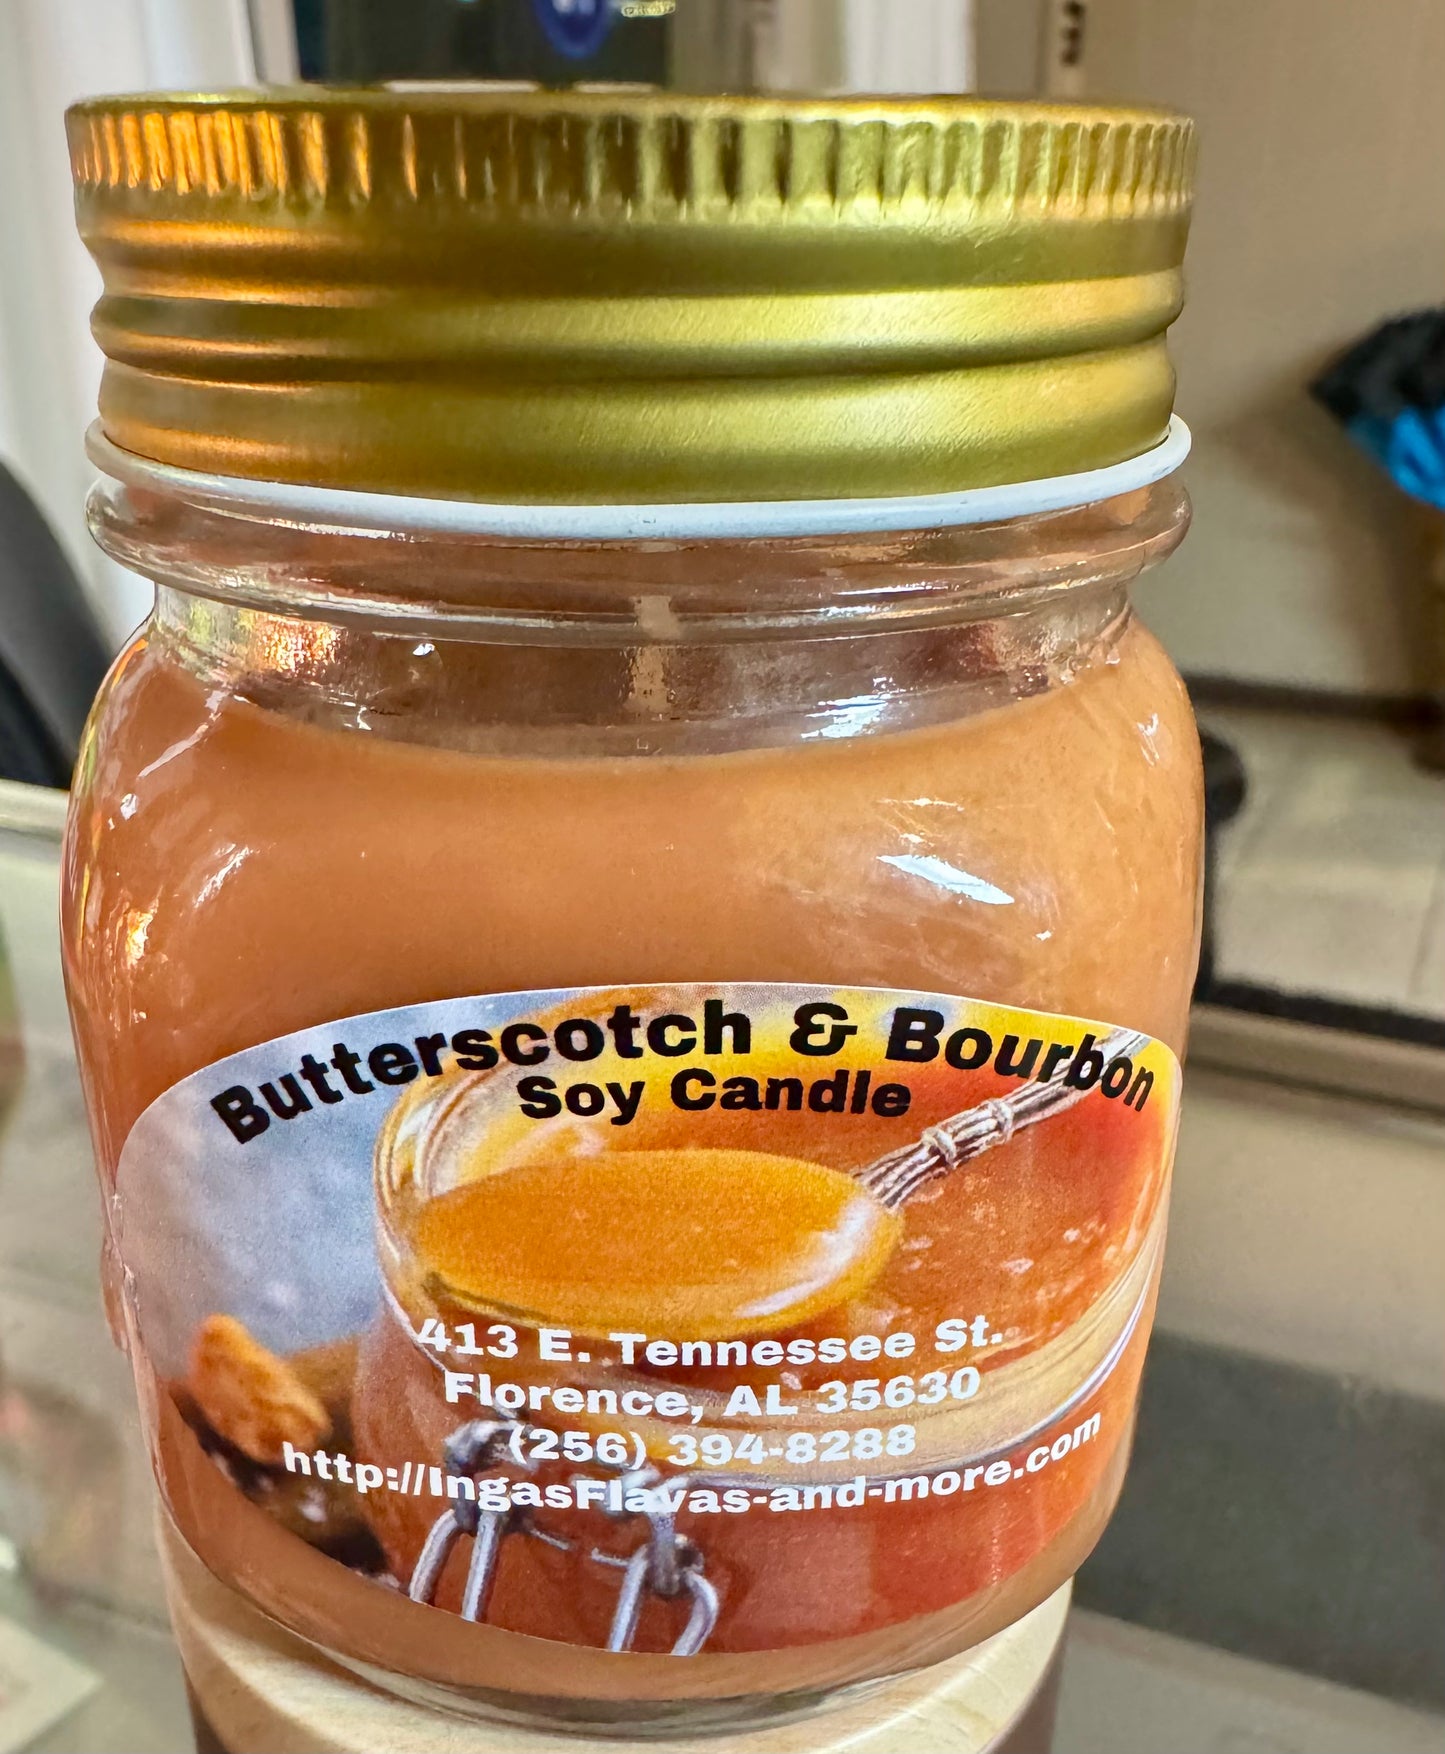 Butterscotch & Bourbon
Soy Candle
413 E. Tennessee St.
Florence, AL 35630
(256) 394-8288
http://IngasFlavas-and-more.com